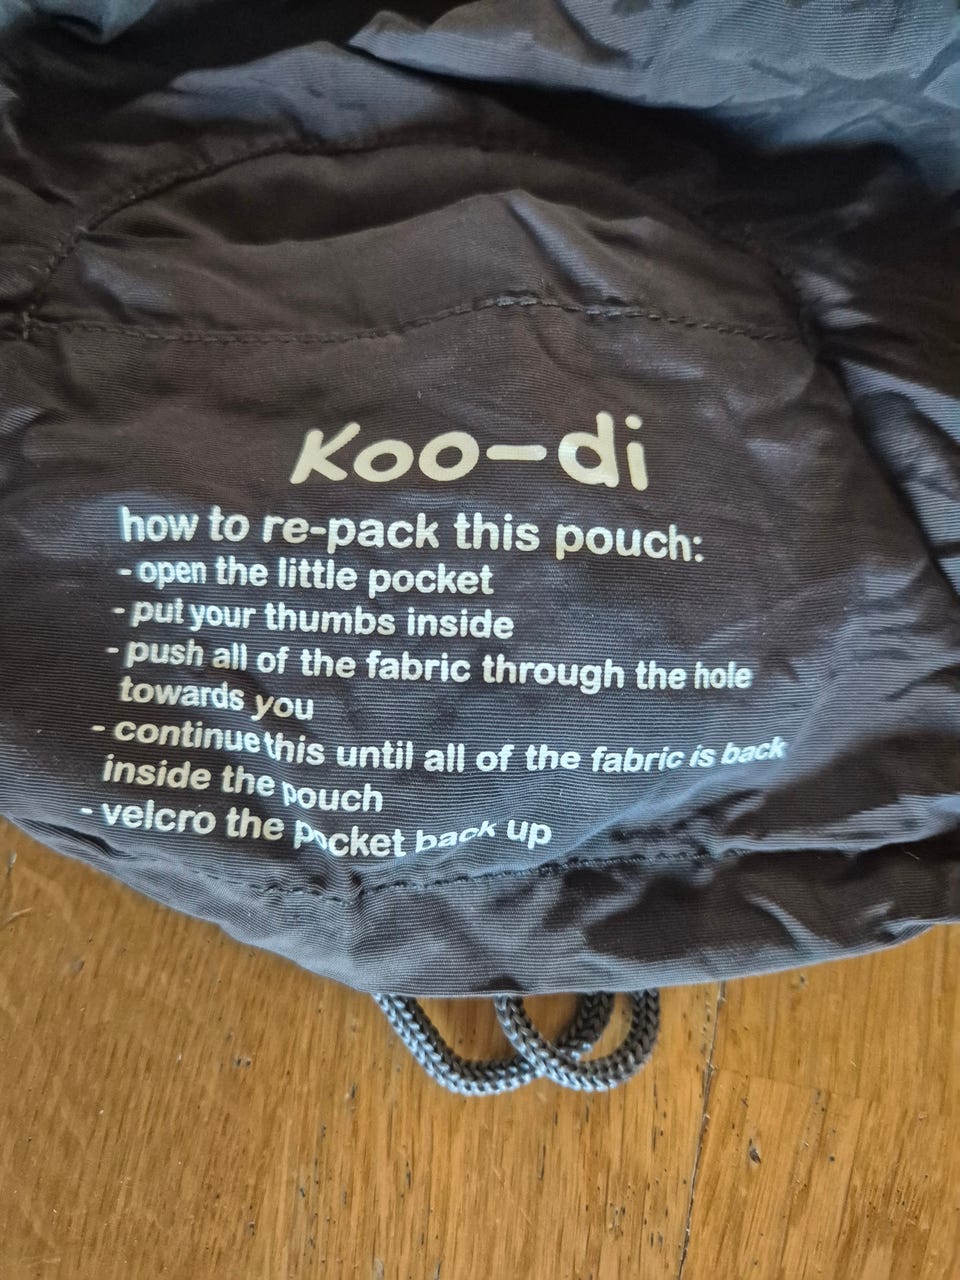 Koo-di
how to re-pack this pouch:
- open the little pocket
- put your thumbs inside
- push all of the fabric through the hole
towards you
- continue this until all of the fabric is back
inside the pouch
- velcro the pocket back up